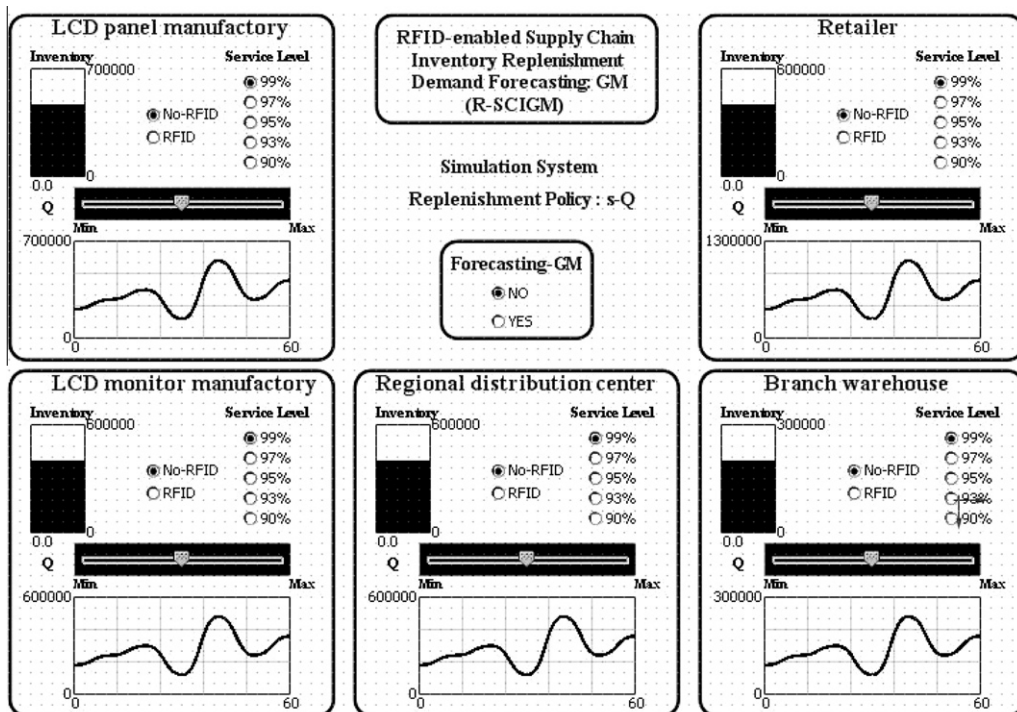 LCD panel manufactory
Inventory
Service Level
700000
0
0.0
No-RFID
RFID
99%
97%
95%
93%
90%
Q
Min
Max
700000
0
0
60
RFID-enabled Supply Chain
Inventory Replenishment
Demand Forecasting: GM
(R-SCIGM)
Simulation System
Replenishment Policy : s-Q
Forecasting-GM
NO
YES
Retailer
Inventory
Service Level
600000
0
0.0
No-RFID
RFID
99%
97%
95%
93%
90%
Q
Min
Max
1300000
0
0
60
LCD monitor manufactory
Inventory
Service Level
600000
0
0.0
No-RFID
RFID
99%
97%
95%
93%
90%
Q
Min
Max
600000
0
0
60
Regional distribution center
Inventory
Service Level
600000
0
0.0
No-RFID
RFID
99%
97%
95%
93%
90%
Q
Min
Max
600000
0
0
60
Branch warehouse
Inventory
Service Level
300000
0
0.0
No-RFID
RFID
99%
97%
95%
93%
90%
Q
Min
Max
300000
0
0
60